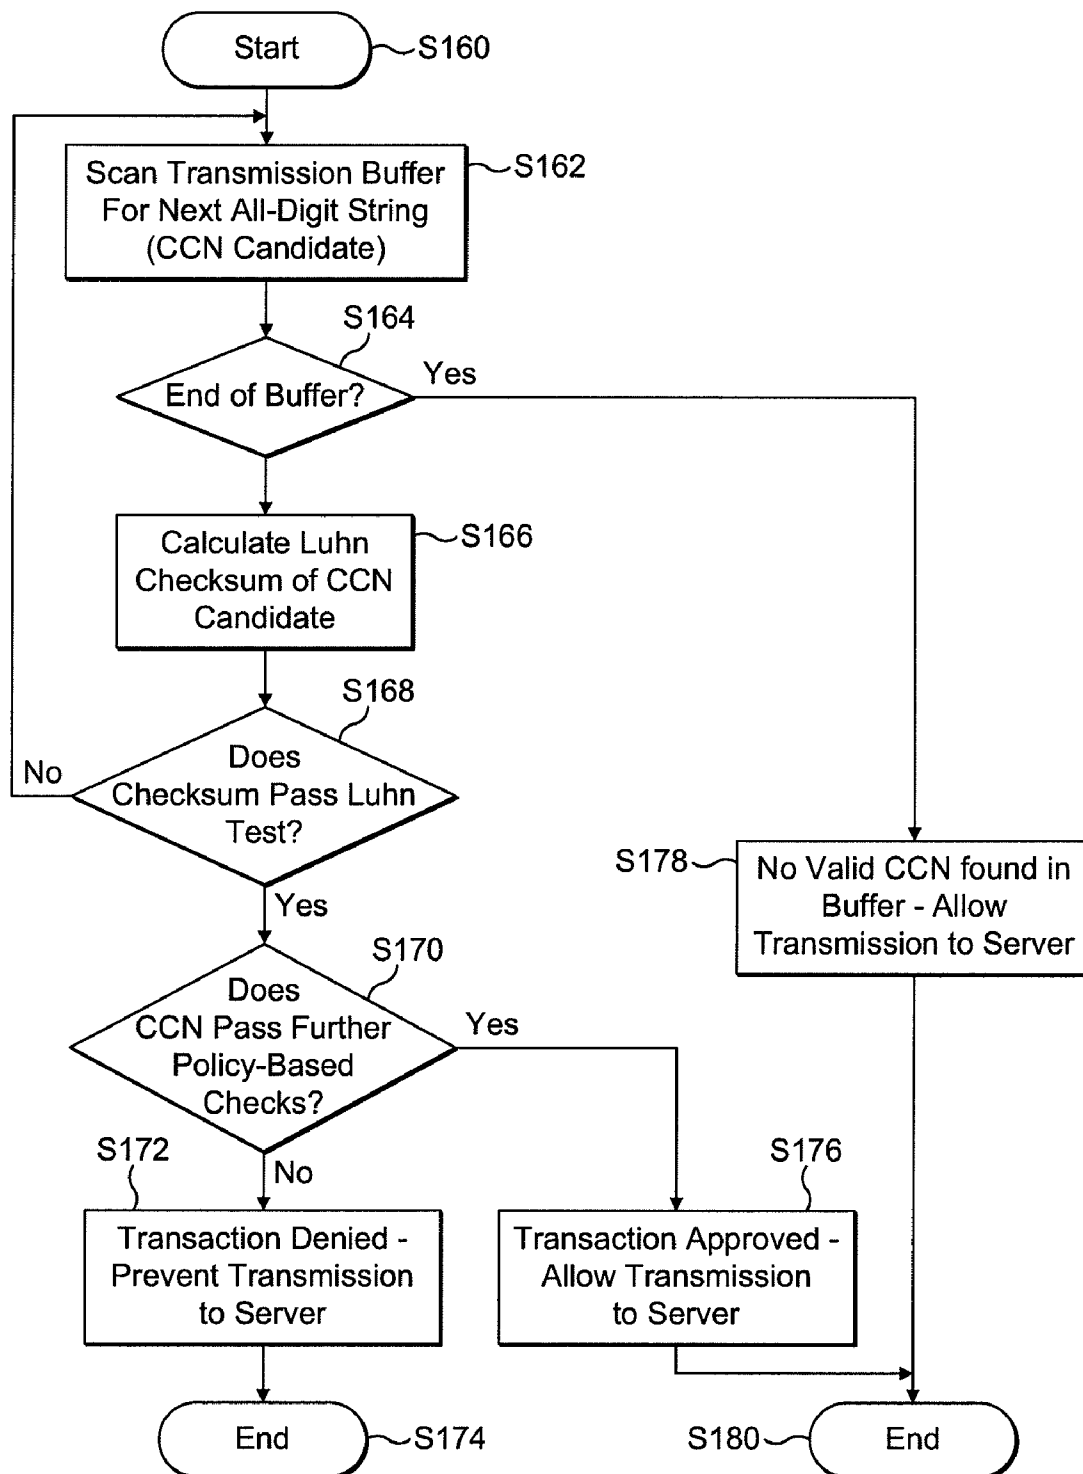 Start
S160
Scan Transmission Buffer
For Next All-Digit String
(CCN Candidate)
S162
S164
End of Buffer?
Yes
Calculate Luhn
Checksum of CCN
Candidate
S166
S168
Does
Checksum Pass Luhn
Test?
No
Yes
S178
No Valid CCN found in
Buffer - Allow
Transmission to Server
S170
Does
CCN Pass Further
Policy-Based
Checks?
Yes
No
S172
Transaction Denied -
Prevent Transmission
to Server
S176
Transaction Approved -
Allow Transmission
to Server
End
S174
S180
End